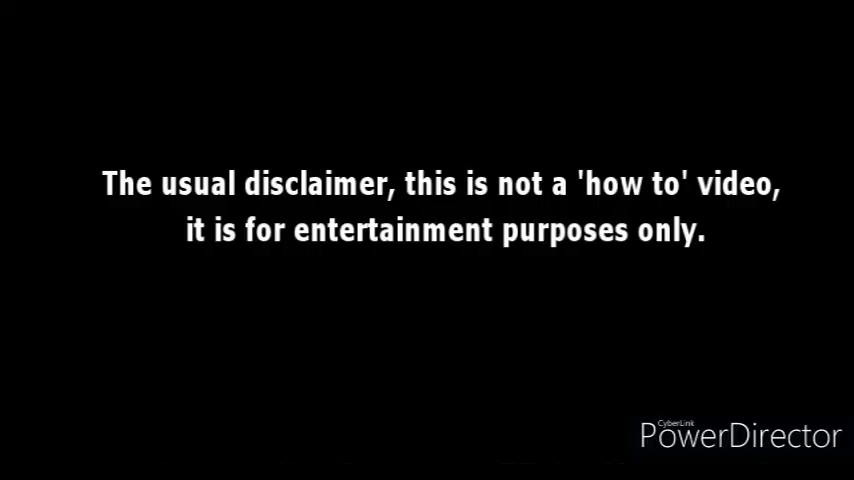 The usual disclaimer, this is not a 'how to' video,
it is for entertainment purposes only.
CyberLink
PowerDirector